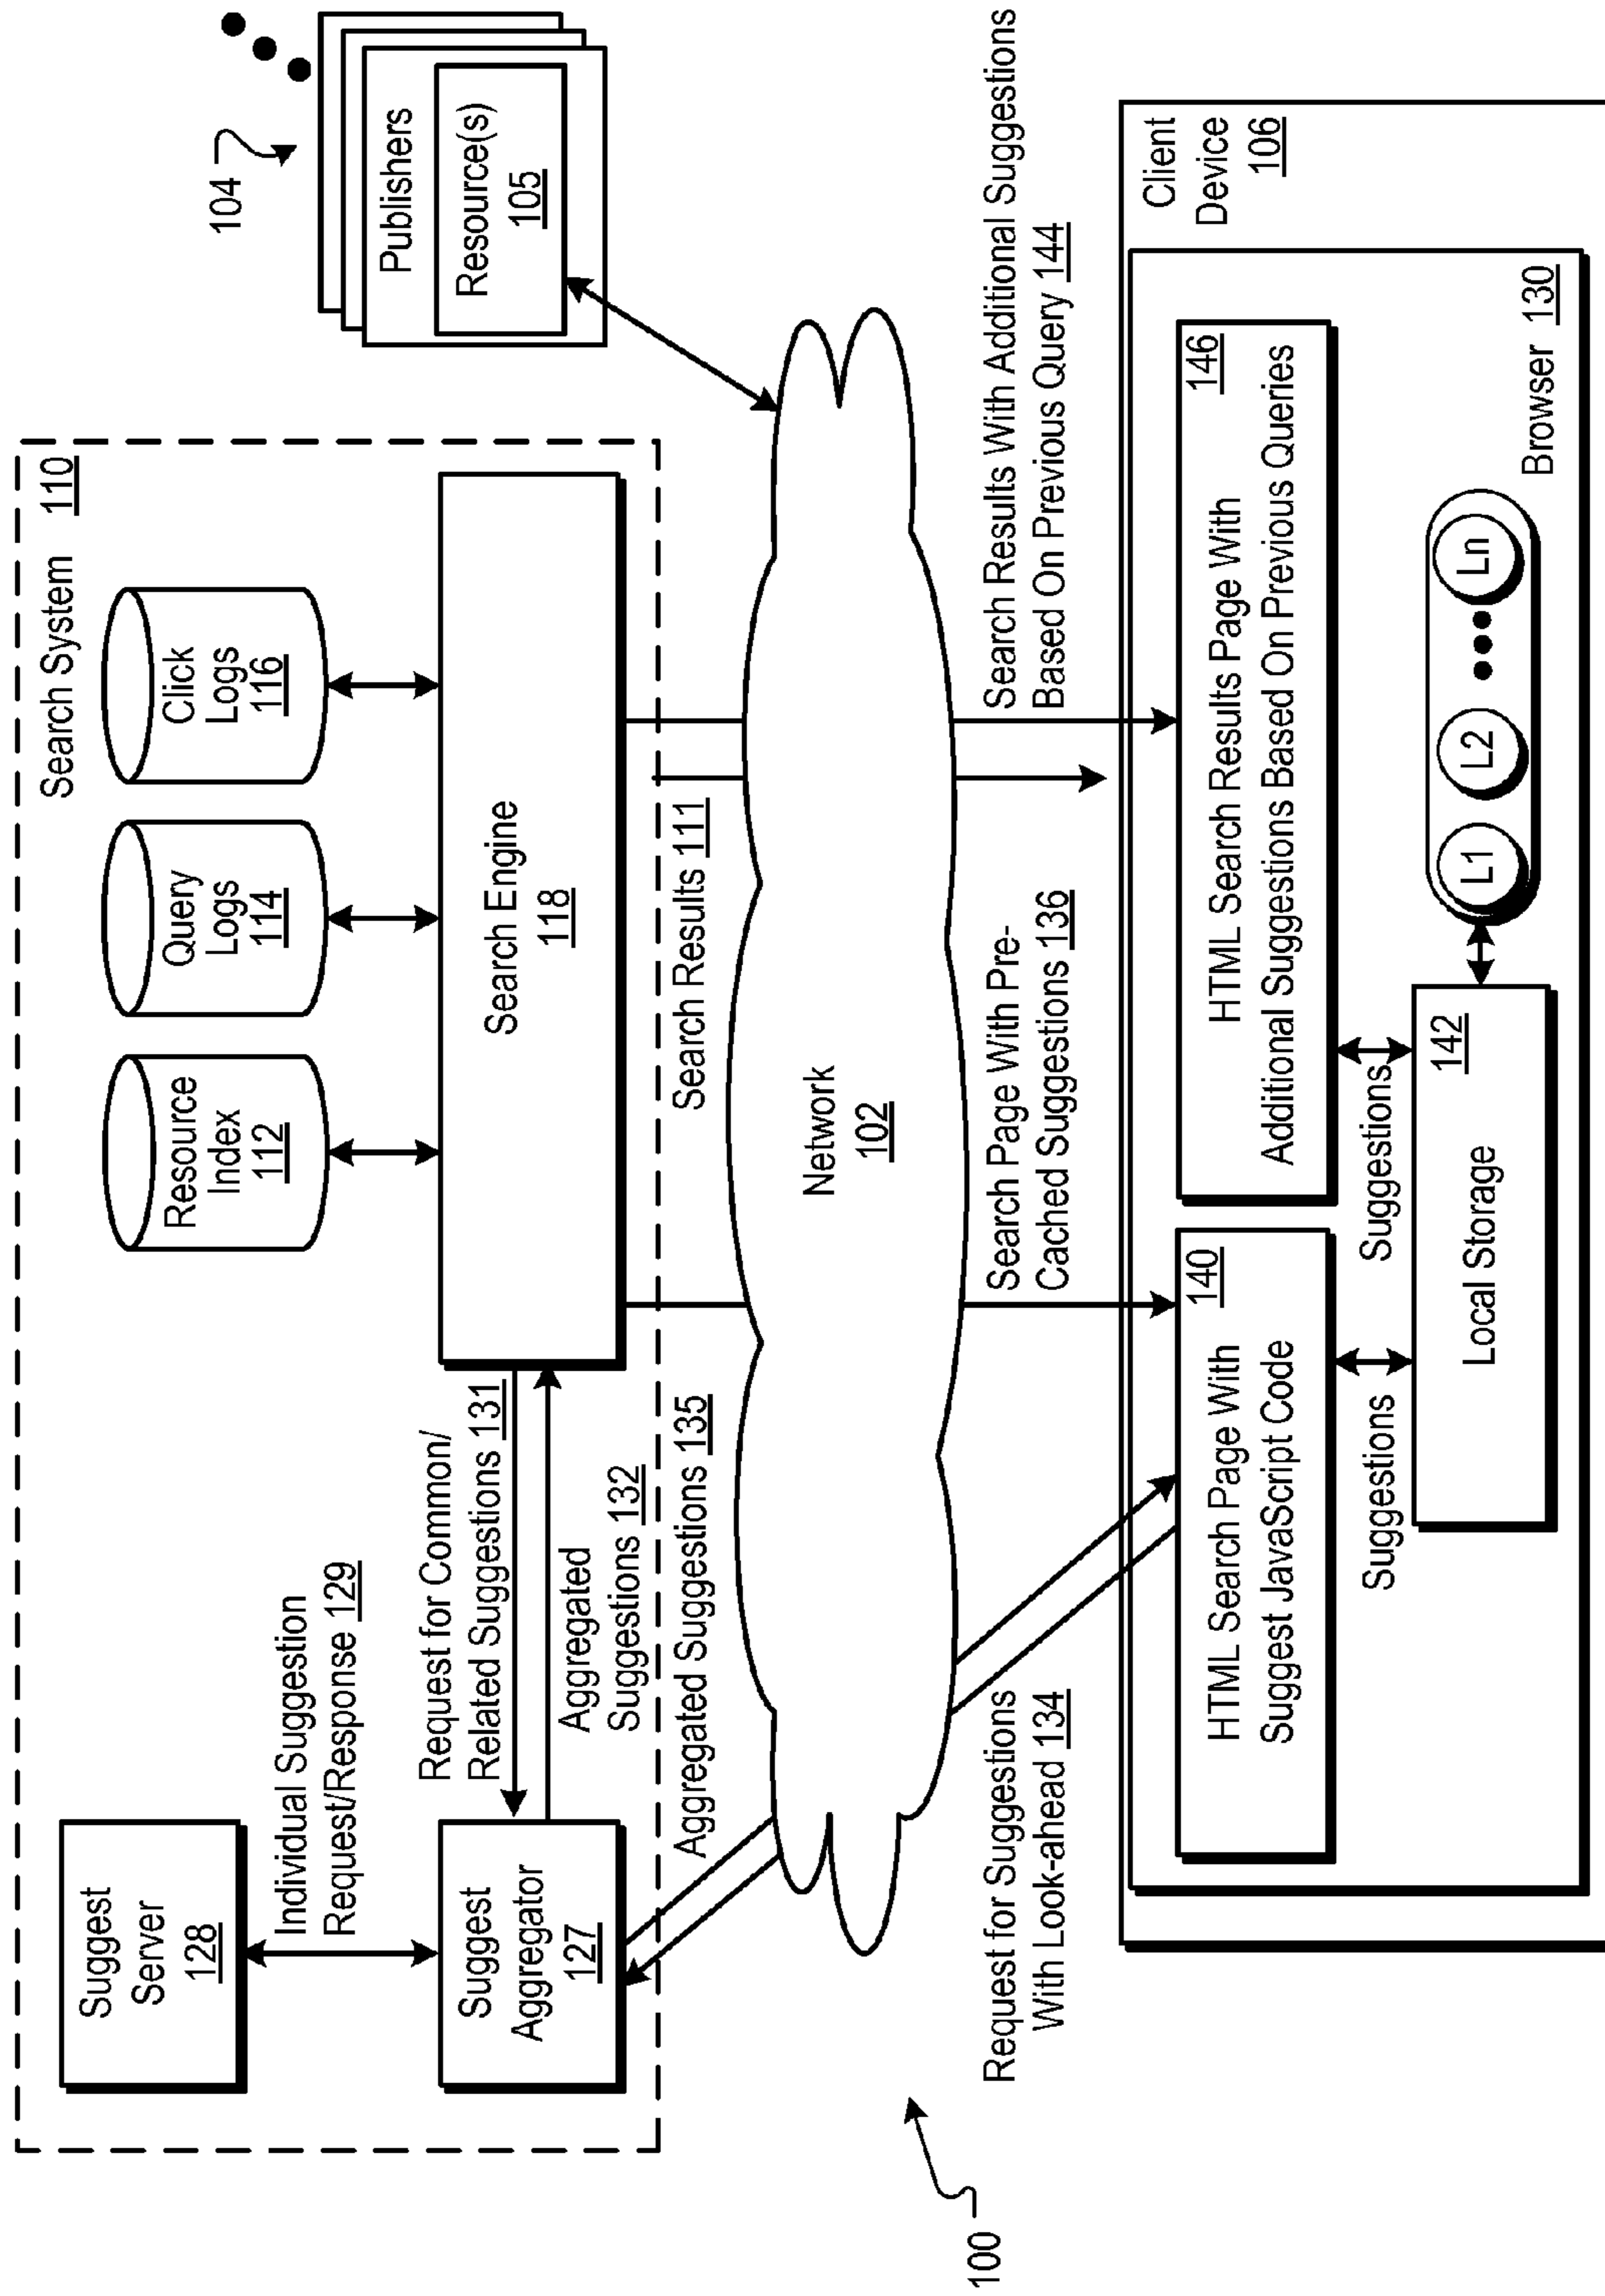 Search System 110
Suggest
Server
128
Individual Suggestion
Request/Response 129
Suggest
Aggregator
127
Request for Common/
Related Suggestions 131
Aggregated
Suggestions 132
Resource
Index
112
Query
Logs
114
Click
Logs
116
Search Engine
118
104
Publishers
Resource(s)
105
Aggregated Suggestions 135
Search Results 111
Network
102
100
Request for Suggestions
With Look-ahead 134
Search Page With Pre-
Cached Suggestions 136
Search Results With Additional Suggestions
Based On Previous Query 144
Client
Device
106
140
HTML Search Page With
Suggest JavaScript Code
146
HTML Search Results Page With
Additional Suggestions Based On Previous Queries
Suggestions
Suggestions
142
Local Storage
L1
L2
Ln
Browser 130